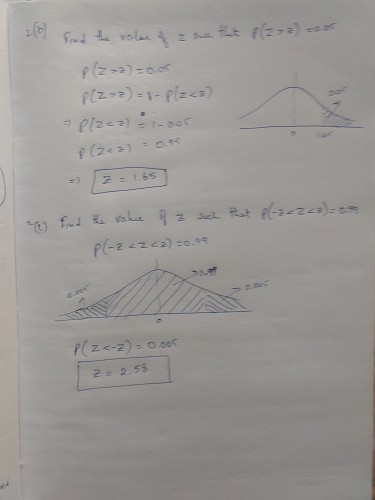 2(b) Find the value of z such that P(Z>z)=0.05
P(Z>z)=0.05
P(Z>z)=1-P(Z<z)
⇒ P(Z<z) = 1-0.05
P(Z<z) = 0.95
⇒ Z = 1.65
0.05
0 1.65
2(c) Find the value of z such that P(-z<Z<z)=0.99
P(-z<Z<z)=0.99
0.005 0.99 0.005
0
P(Z<-z)=0.005
Z = 2.58